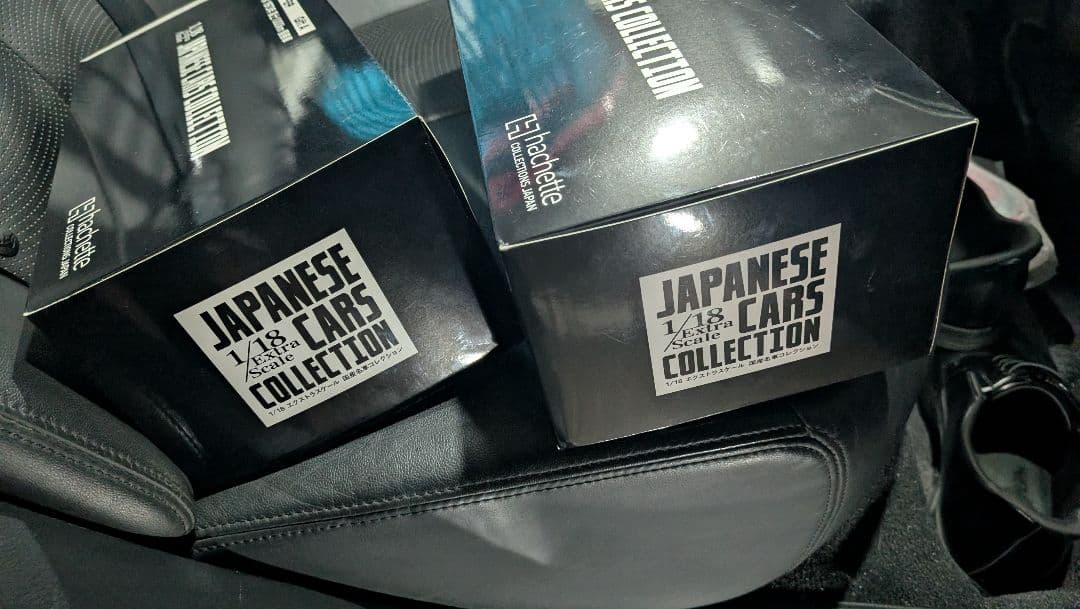 JAPANESE CARS COLLECTION
hachette
COLLECTIONS JAPAN
JAPANESE
1/18 CARS
Extra
Scale
COLLECTION
1/18 エクストラスケール 国産名車コレクション
S COLLECTION
hachette
COLLECTIONS JAPAN
JAPANESE
1/18 CARS
Extra
Scale
COLLECTION
1/18 エクストラスケール 国産名車コレクション